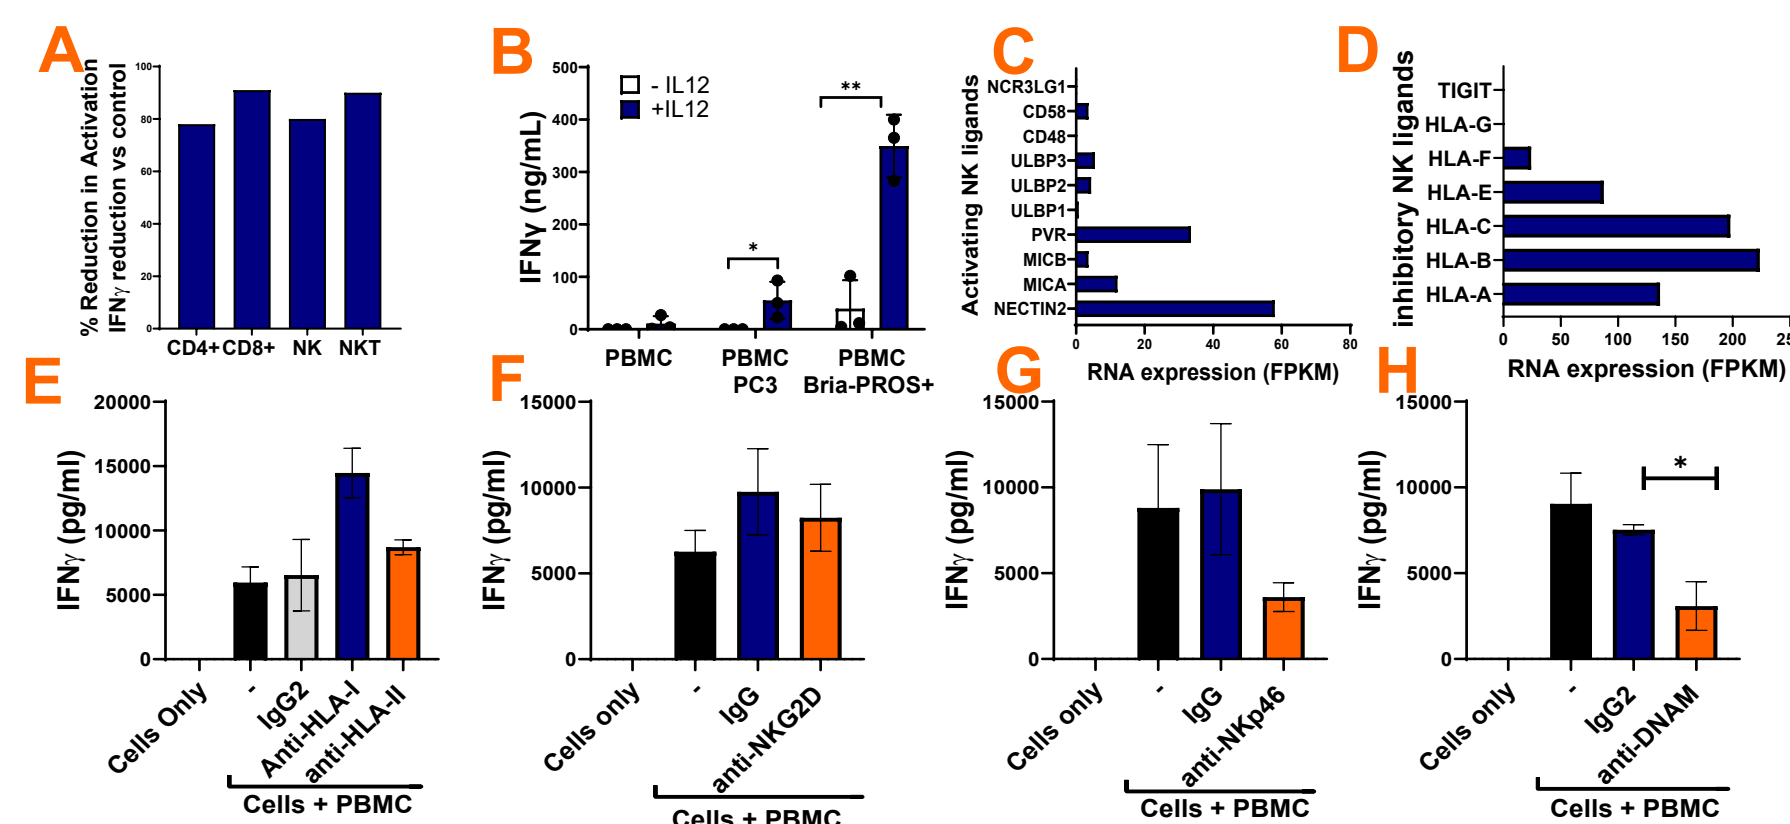 A
% Reduction in Activation
IFNγ reduction vs control
100
80
60
40
20
0
CD4+ CD8+ NK NKT
B
IFNγ (ng/mL)
500
400
300
200
100
0
- IL12
+IL12
*
**
PBMC
PBMC
PC3
PBMC
Bria-PROS+
C
Activating NK ligands
NCR3LG1
CD58
CD48
ULBP3
ULBP2
ULBP1
PVR
MICB
MICA
NECTIN2
0 20 40 60 80
RNA expression (FPKM)
D
inhibitory NK ligands
TIGIT
HLA-G
HLA-F
HLA-E
HLA-C
HLA-B
HLA-A
0 50 100 150 200 25
RNA expression (FPKM)
E
IFNγ (pg/ml)
20000
15000
10000
5000
0
Cells Only
-
IgG2
Anti-HLA-I
anti-HLA-II
Cells + PBMC
F
IFNγ (pg/ml)
15000
10000
5000
0
Cells only
-
IgG
anti-NKG2D
Cells + PBMC
G
IFNγ (pg/ml)
15000
10000
5000
0
Cells only
-
IgG
anti-NKp46
Cells + PBMC
H
IFNγ (pg/ml)
15000
10000
5000
0
*
Cells only
-
IgG2
anti-DNAM
Cells + PBMC